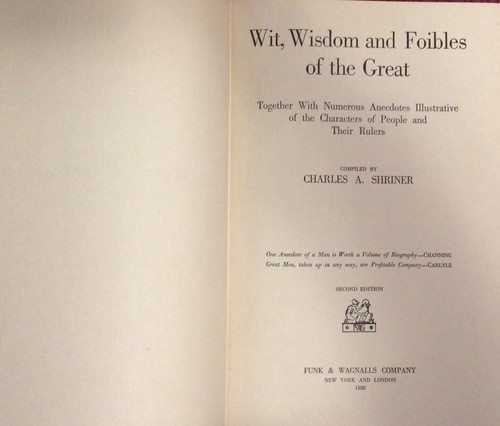 Wit, Wisdom and Foibles
of the Great
Together With Numerous Anecdotes Illustrative
of the Characters of People and
Their Rulers
COMPILED BY
CHARLES A. SHRINER
One Anecdote of a Man is Worth a Volume of Biography—CHANNING
Great Men, taken up in any way, are Profitable Company—CARLYLE
SECOND EDITION
FUNK & WAGNALLS COMPANY
NEW YORK AND LONDON
1920